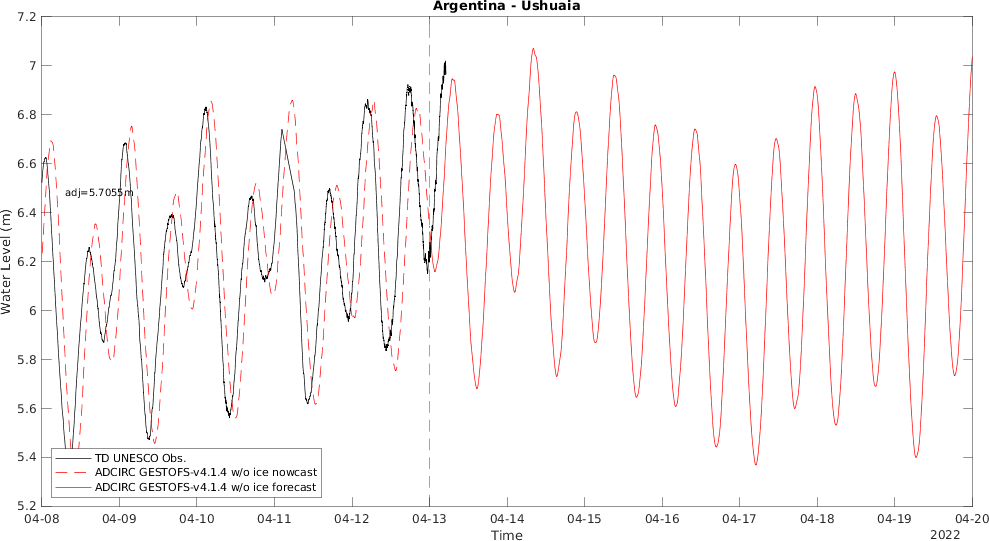 Argentina - Ushuaia
7.2
7
6.8
6.6
6.4
6.2
6
5.8
5.6
5.4
5.2
Water Level (m)
adj=5.7055m
TD UNESCO Obs.
ADCIRC GESTOFS-v4.1.4 w/o ice nowcast
ADCIRC GESTOFS-v4.1.4 w/o ice forecast
04-08 04-09 04-10 04-11 04-12 04-13 04-14 04-15 04-16 04-17 04-18 04-19 04-20
Time
2022